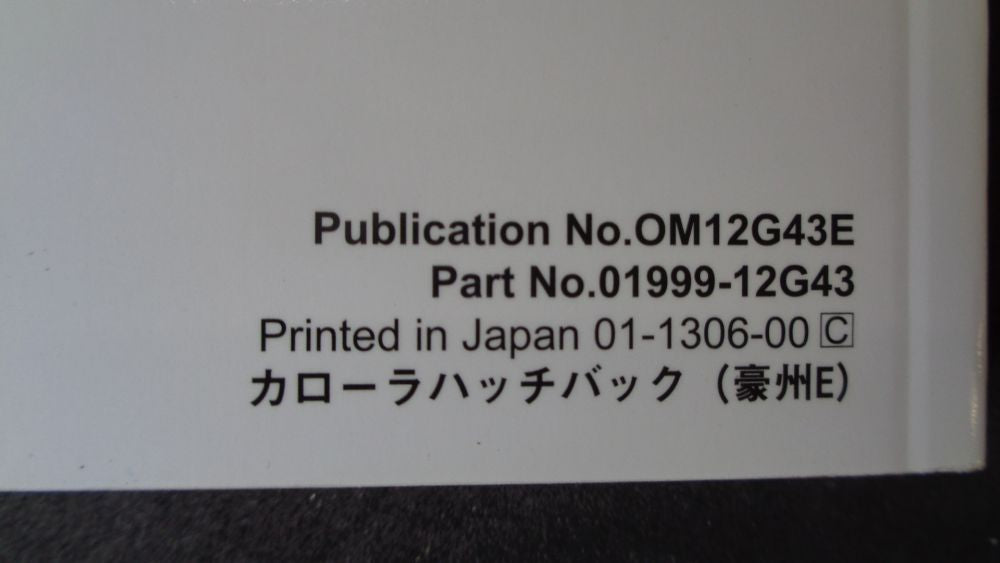 Publication No.OM12G43E
Part No.01999-12G43
Printed in Japan 01-1306-00 C
カローラハッチバック（豪州E）